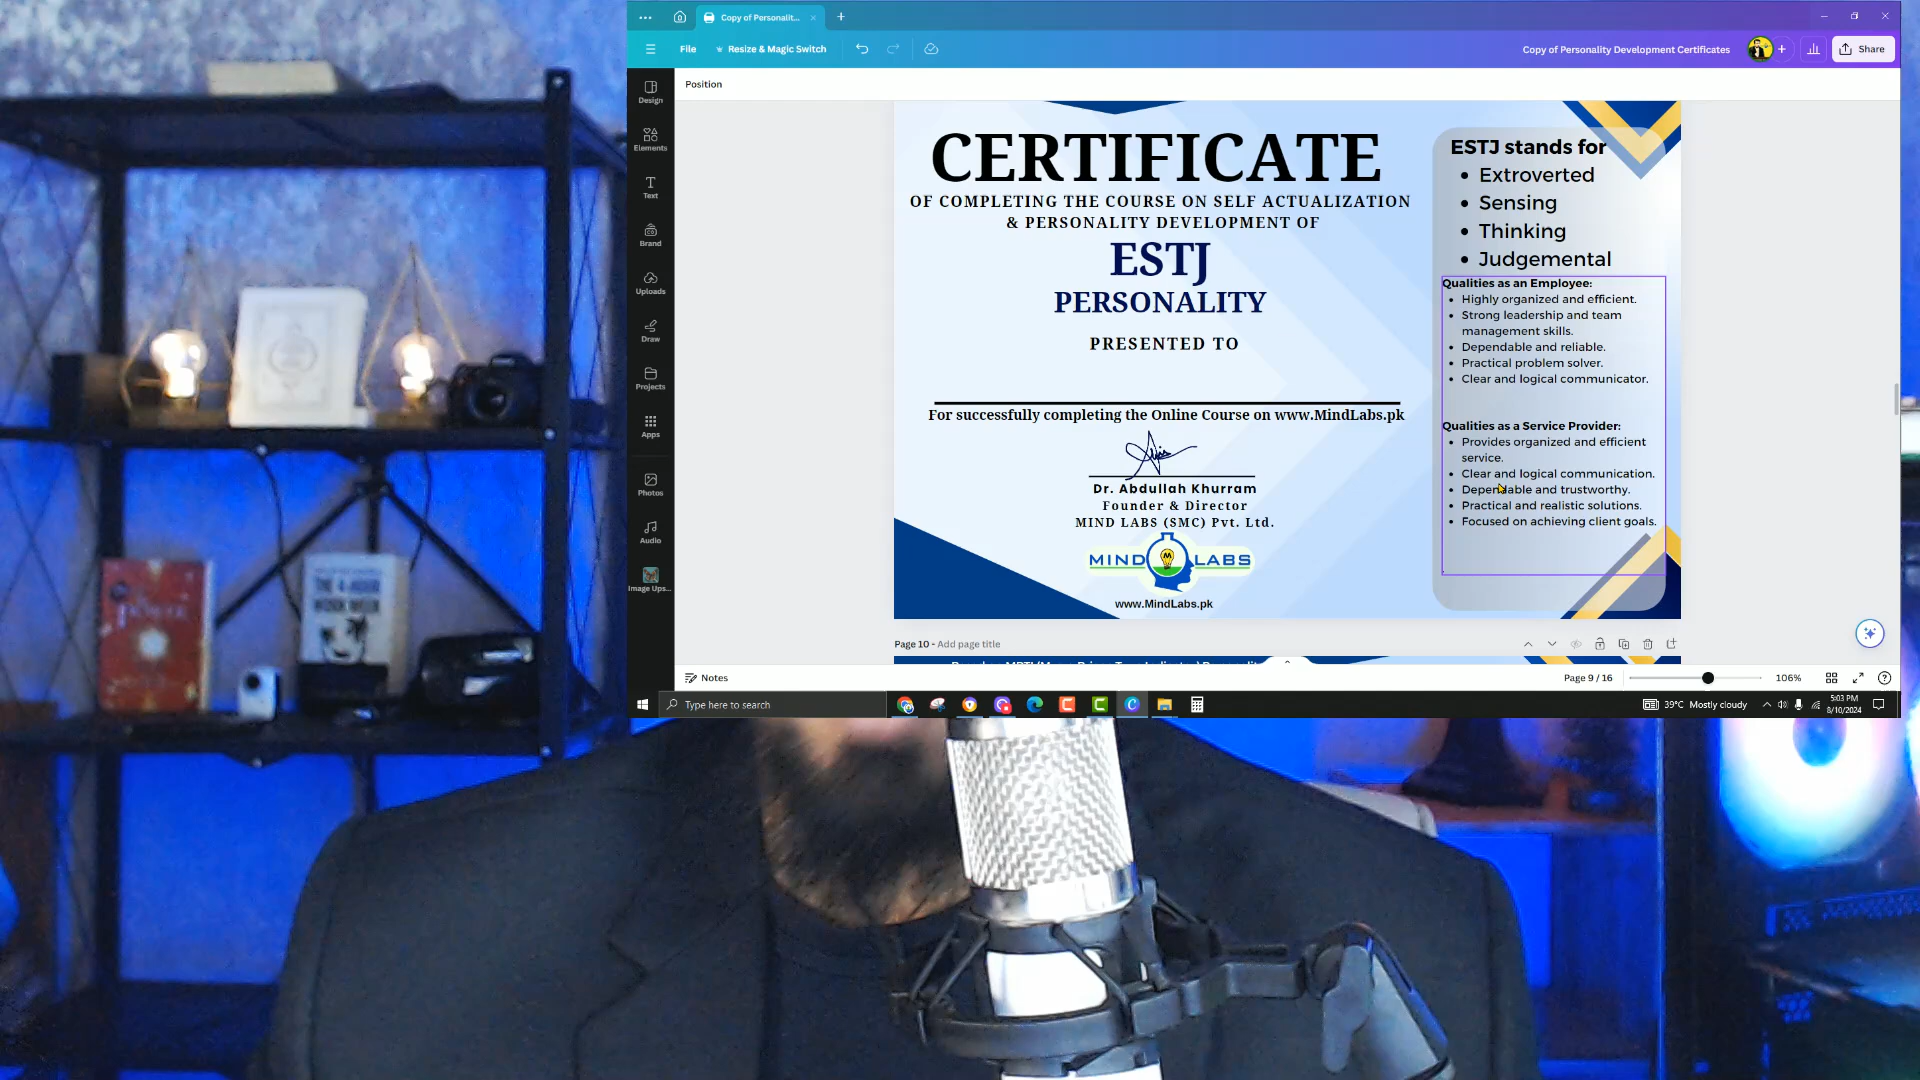 Copy of Personalit...
File
Resize & Magic Switch
Copy of Personality Development Certificates
Share
Position
Design
Elements
Text
Brand
Uploads
Draw
Projects
Apps
Photos
Audio
Image Ups...
CERTIFICATE
OF COMPLETING THE COURSE ON SELF ACTUALIZATION
& PERSONALITY DEVELOPMENT OF
ESTJ
PERSONALITY
PRESENTED TO
For successfully completing the Online Course on www.MindLabs.pk
Dr. Abdullah Khurram
Founder & Director
MIND LABS (SMC) Pvt. Ltd.
MIND LABS
www.MindLabs.pk
ESTJ stands for
• Extroverted
• Sensing
• Thinking
• Judgemental
Qualities as an Employee:
• Highly organized and efficient.
• Strong leadership and team
management skills.
• Dependable and reliable.
• Practical problem solver.
• Clear and logical communicator.
Qualities as a Service Provider:
• Provides organized and efficient
service.
• Clear and logical communication.
• Dependable and trustworthy.
• Practical and realistic solutions.
• Focused on achieving client goals.
Page 10 - Add page title
Notes
Page 9 / 16
106%
Type here to search
39°C Mostly cloudy
5:03 PM
8/10/2024
THE 4-HOUR
WORK WEEK